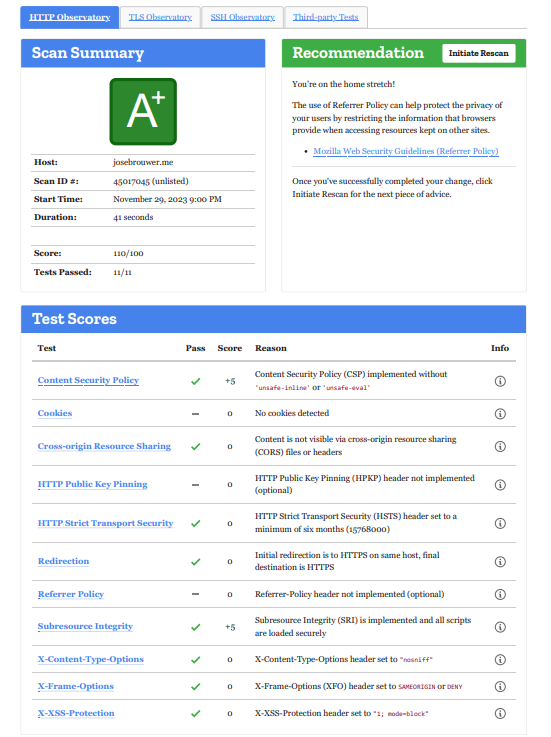 HTTP Observatory
TLS Observatory
SSH Observatory
Third-party Tests
Scan Summary
A+
Host: josebrouwer.me
Scan ID #: 45017045 (unlisted)
Start Time: November 29, 2023 9:00 PM
Duration: 41 seconds
Score: 110/100
Tests Passed: 11/11
Recommendation
Initiate Rescan
You're on the home stretch!
The use of Referrer Policy can help protect the privacy of
your users by restricting the information that browsers
provide when accessing resources kept on other sites.
• Mozilla Web Security Guidelines (Referrer Policy)
Once you've successfully completed your change, click
Initiate Rescan for the next piece of advice.
Test Scores
Test Pass Score Reason Info
Content Security Policy +5 Content Security Policy (CSP) implemented without
'unsafe-inline' or 'unsafe-eval'
Cookies – 0 No cookies detected
Cross-origin Resource Sharing 0 Content is not visible via cross-origin resource sharing
(CORS) files or headers
HTTP Public Key Pinning – 0 HTTP Public Key Pinning (HPKP) header not implemented
(optional)
HTTP Strict Transport Security 0 HTTP Strict Transport Security (HSTS) header set to a
minimum of six months (15768000)
Redirection 0 Initial redirection is to HTTPS on same host, final
destination is HTTPS
Referrer Policy – 0 Referrer-Policy header not implemented (optional)
Subresource Integrity +5 Subresource Integrity (SRI) is implemented and all scripts
are loaded securely
X-Content-Type-Options 0 X-Content-Type-Options header set to "nosniff"
X-Frame-Options 0 X-Frame-Options (XFO) header set to SAMEORIGIN or DENY
X-XSS-Protection 0 X-XSS-Protection header set to "1; mode=block"